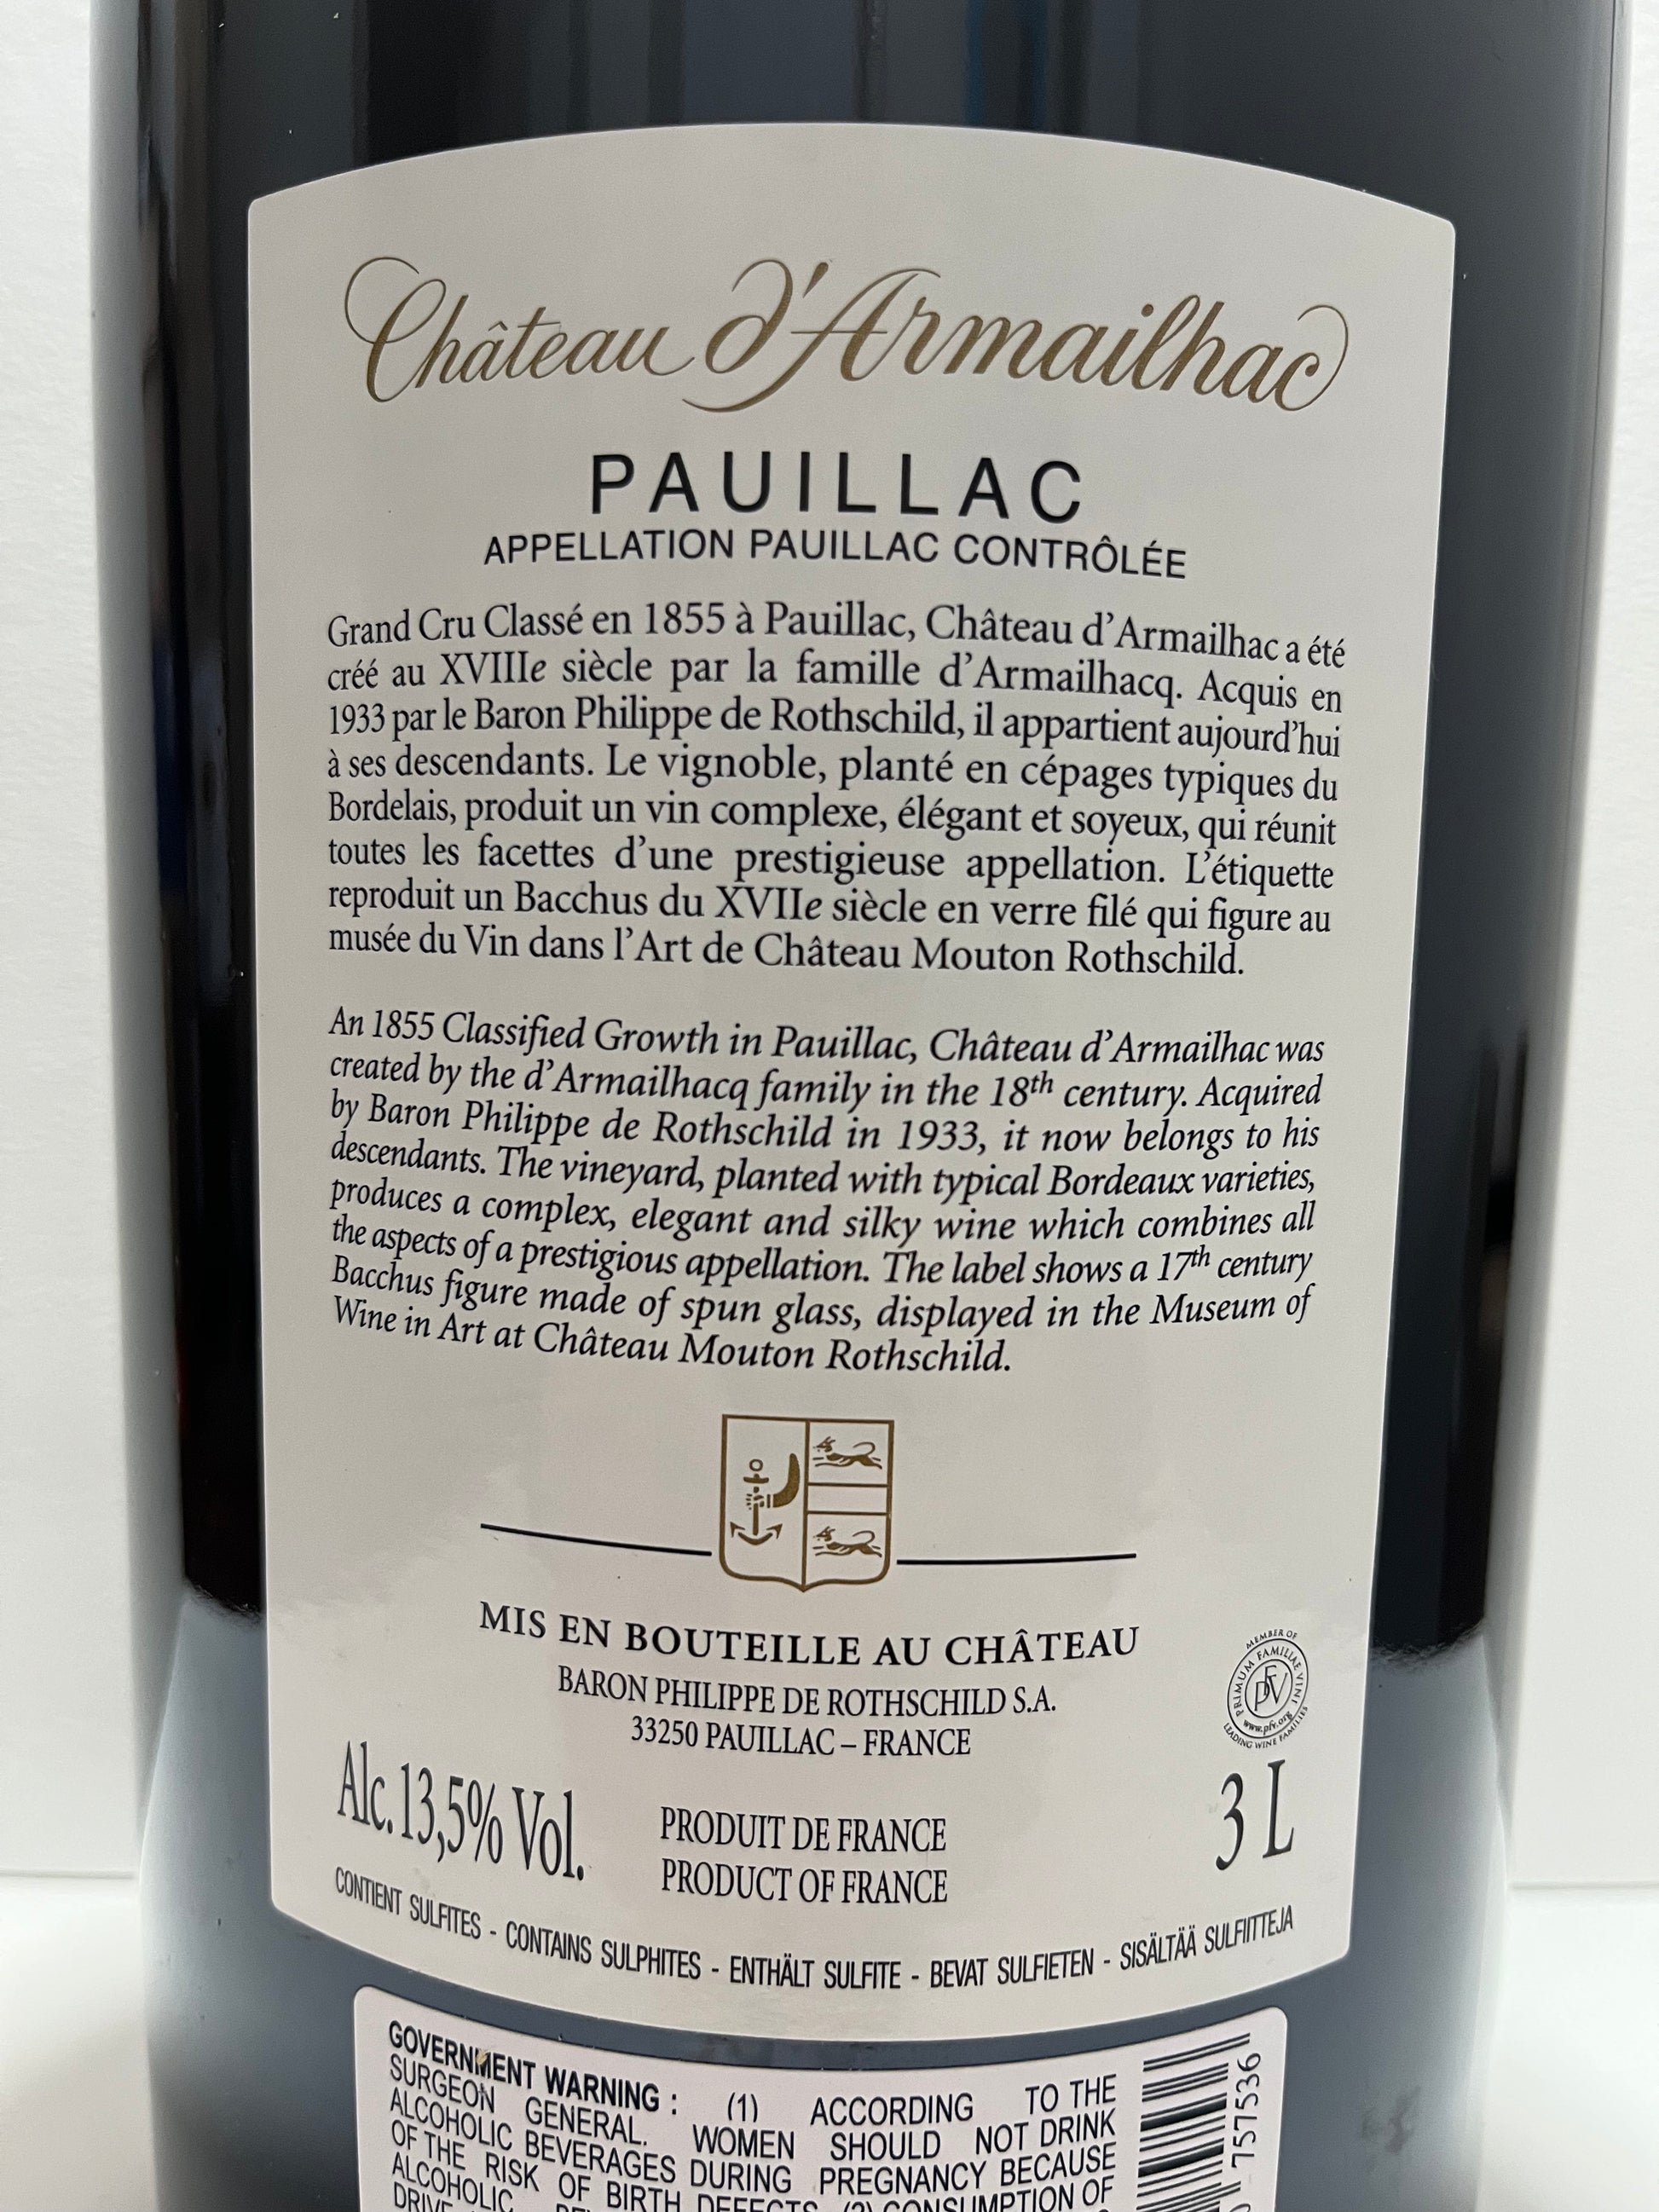 Château d'Armailhac
PAUILLAC
APPELLATION PAUILLAC CONTRÔLÉE
Grand Cru Classé en 1855 à Pauillac, Château d'Armailhac a été
créé au XVIIIe siècle par la famille d'Armailhacq. Acquis en
1933 par le Baron Philippe de Rothschild, il appartient aujourd'hui
à ses descendants. Le vignoble, planté en cépages typiques du
Bordelais, produit un vin complexe, élégant et soyeux, qui réunit
toutes les facettes d'une prestigieuse appellation. L'étiquette
reproduit un Bacchus du XVIIe siècle en verre filé qui figure au
musée du Vin dans l'Art de Château Mouton Rothschild.
An 1855 Classified Growth in Pauillac, Château d'Armailhac was
created by the d'Armailhacq family in the 18th century. Acquired
by Baron Philippe de Rothschild in 1933, it now belongs to his
descendants. The vineyard, planted with typical Bordeaux varieties,
produces a complex, elegant and silky wine which combines all
the aspects of a prestigious appellation. The label shows a 17th century
Bacchus figure made of spun glass, displayed in the Museum of
Wine in Art at Château Mouton Rothschild.
MIS EN BOUTEILLE AU CHÂTEAU
BARON PHILIPPE DE ROTHSCHILD S.A.
33250 PAUILLAC – FRANCE
MEMBER OF
PRIMUM FAMILIAE VINI
PFV
www.pfv.org
LEADING WINE FAMILIES
Alc. 13,5% Vol.
PRODUIT DE FRANCE
PRODUCT OF FRANCE
3 L
CONTIENT SULFITES - CONTAINS SULPHITES - ENTHÄLT SULFITE - BEVAT SULFIETEN - SISÄLTÄÄ SULFIITTEJA
GOVERNMENT WARNING : (1) ACCORDING TO THE
SURGEON GENERAL. WOMEN SHOULD NOT DRINK
ALCOHOLIC BEVERAGES DURING PREGNANCY BECAUSE
OF THE RISK OF BIRTH DEFECTS. (2) CONSUMPTION OF
ALCOHOLIC
DRIVE
757536